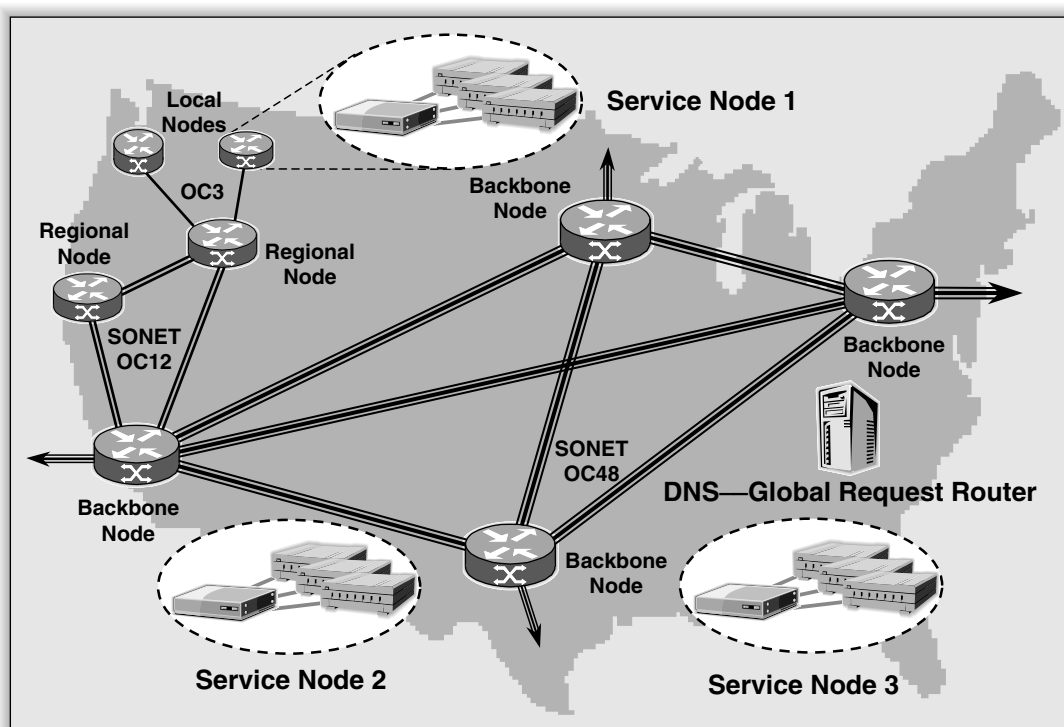 Local
Nodes
Service Node 1
OC3
Backbone
Node
Regional
Node
Regional
Node
SONET
OC12
Backbone
Node
SONET
OC48
DNS—Global Request Router
Backbone
Node
Backbone
Node
Service Node 2
Service Node 3